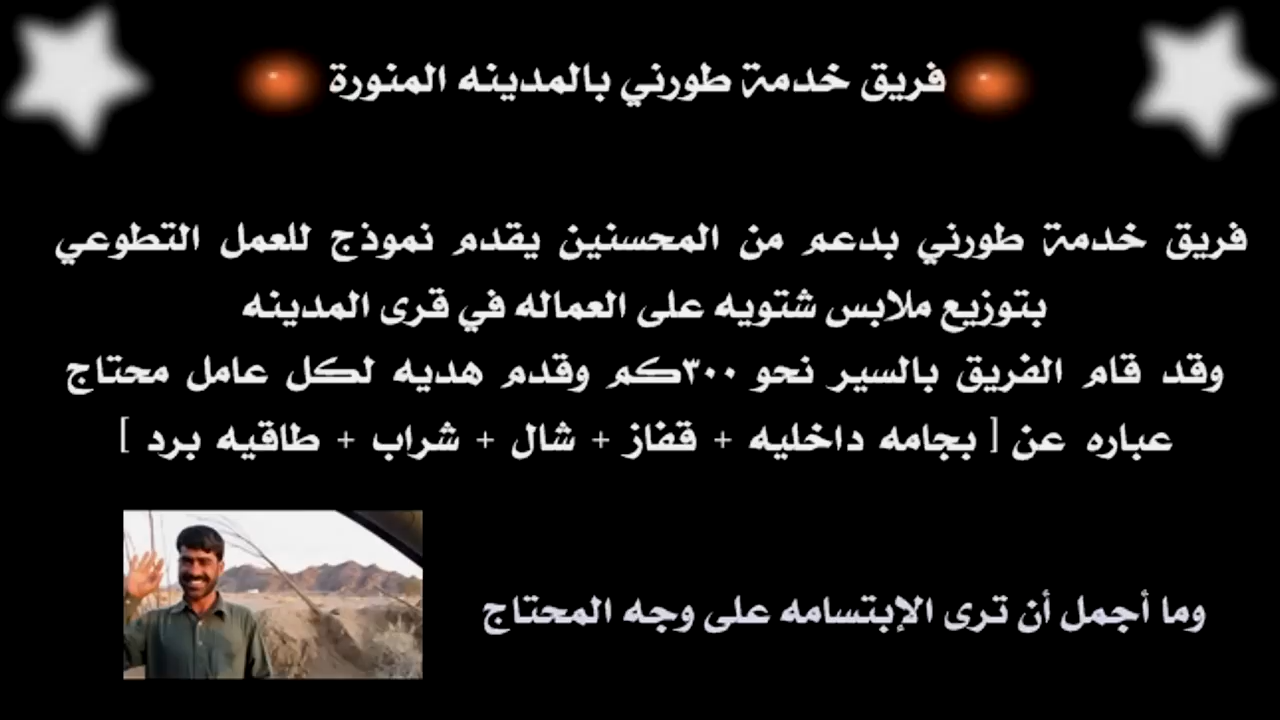 فريق خدمة طورني بالمدينه المنورة
فريق خدمة طورني بدعم من المحسنين يقدم نموذج للعمل التطوعي
بتوزيع ملابس شتويه على العماله في قرى المدينه
وقد قام الفريق بالسير نحو ٣٠٠كم وقدم هديه لكل عامل محتاج
عباره عن [ بجامه داخليه + قفاز + شال + شراب + طاقيه برد ]
وما أجمل أن ترى الإبتسامه على وجه المحتاج